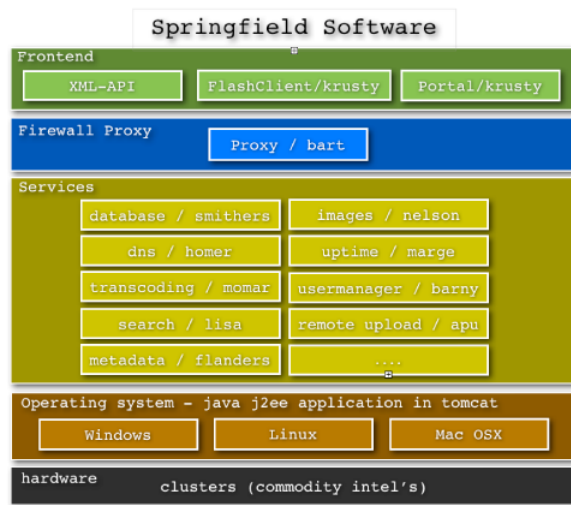 Springfield Software
Frontend
XML-API
FlashClient/krusty
Portal/krusty
Firewall Proxy
Proxy / bart
Services
database / smithers
images / nelson
dns / homer
uptime / marge
transcoding / momar
usermanager / barny
search / lisa
remote upload / apu
metadata / flanders
....
Operating system - java j2ee application in tomcat
Windows
Linux
Mac OSX
hardware
clusters (commodity intel's)